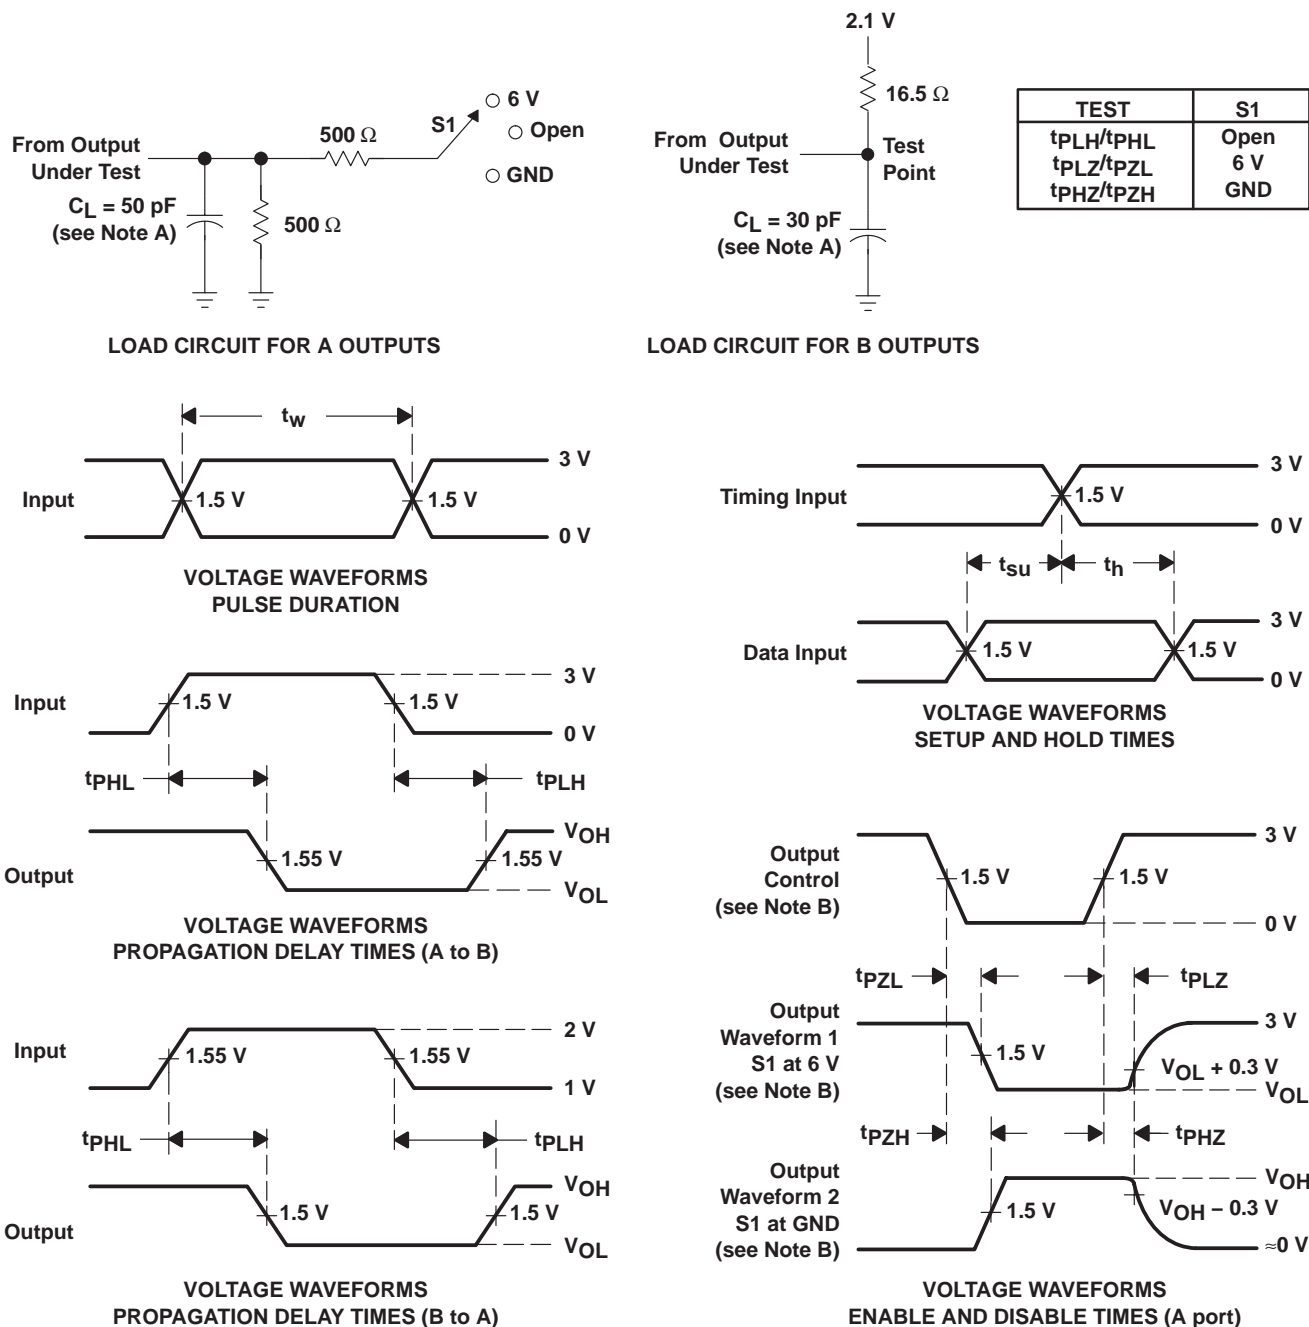 2.1 V
16.5 Ω
From Output
Under Test
500 Ω
S1
6 V
Open
GND
CL = 50 pF
(see Note A)
500 Ω
LOAD CIRCUIT FOR A OUTPUTS
From Output
Under Test
Test
Point
CL = 30 pF
(see Note A)
LOAD CIRCUIT FOR B OUTPUTS
TEST S1
tPLH/tPHL Open
tPLZ/tPZL 6 V
tPHZ/tPZH GND
tw
3 V
Input
1.5 V 1.5 V
0 V
VOLTAGE WAVEFORMS
PULSE DURATION
3 V
Timing Input
1.5 V
0 V
tsu th
3 V
Data Input
1.5 V 1.5 V
0 V
VOLTAGE WAVEFORMS
SETUP AND HOLD TIMES
3 V
Input
1.5 V 1.5 V
0 V
tPHL tPLH
VOH
Output
1.55 V 1.55 V
VOL
VOLTAGE WAVEFORMS
PROPAGATION DELAY TIMES (A to B)
2 V
Input
1.55 V 1.55 V
1 V
tPHL tPLH
VOH
Output
1.5 V 1.5 V
VOL
VOLTAGE WAVEFORMS
PROPAGATION DELAY TIMES (B to A)
3 V
Output
Control
(see Note B)
1.5 V 1.5 V
0 V
tPZL tPLZ
Output
Waveform 1
S1 at 6 V
(see Note B)
3 V
1.5 V
VOL + 0.3 V
VOL
tPZH tPHZ
Output
Waveform 2
S1 at GND
(see Note B)
VOH
1.5 V
VOH – 0.3 V
≈0 V
VOLTAGE WAVEFORMS
ENABLE AND DISABLE TIMES (A port)